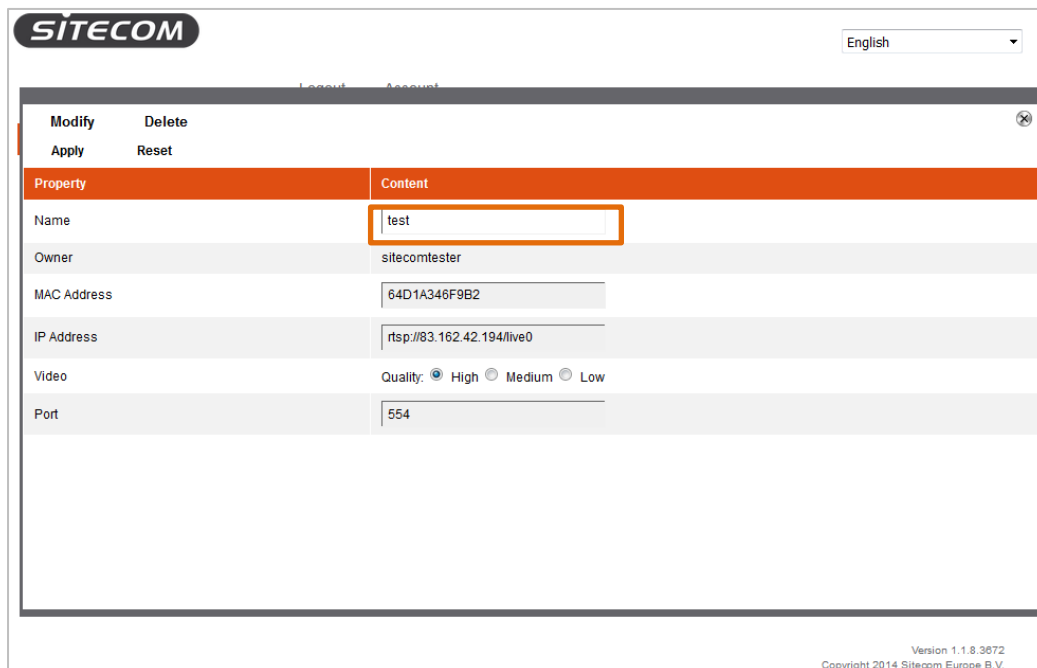 SITECOM
English
Logout Account
Modify Delete
Apply Reset
Property Content
Name test
Owner sitecomtester
MAC Address 64D1A346F9B2
IP Address rtsp://83.162.42.194/live0
Video Quality: High Medium Low
Port 554
Version 1.1.8.3672
Copyright 2014 Sitecom Europe B.V.